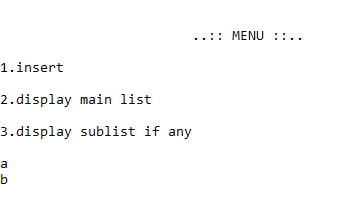 ..:: MENU ::..
1.insert
2.display main list
3.display sublist if any
a
b